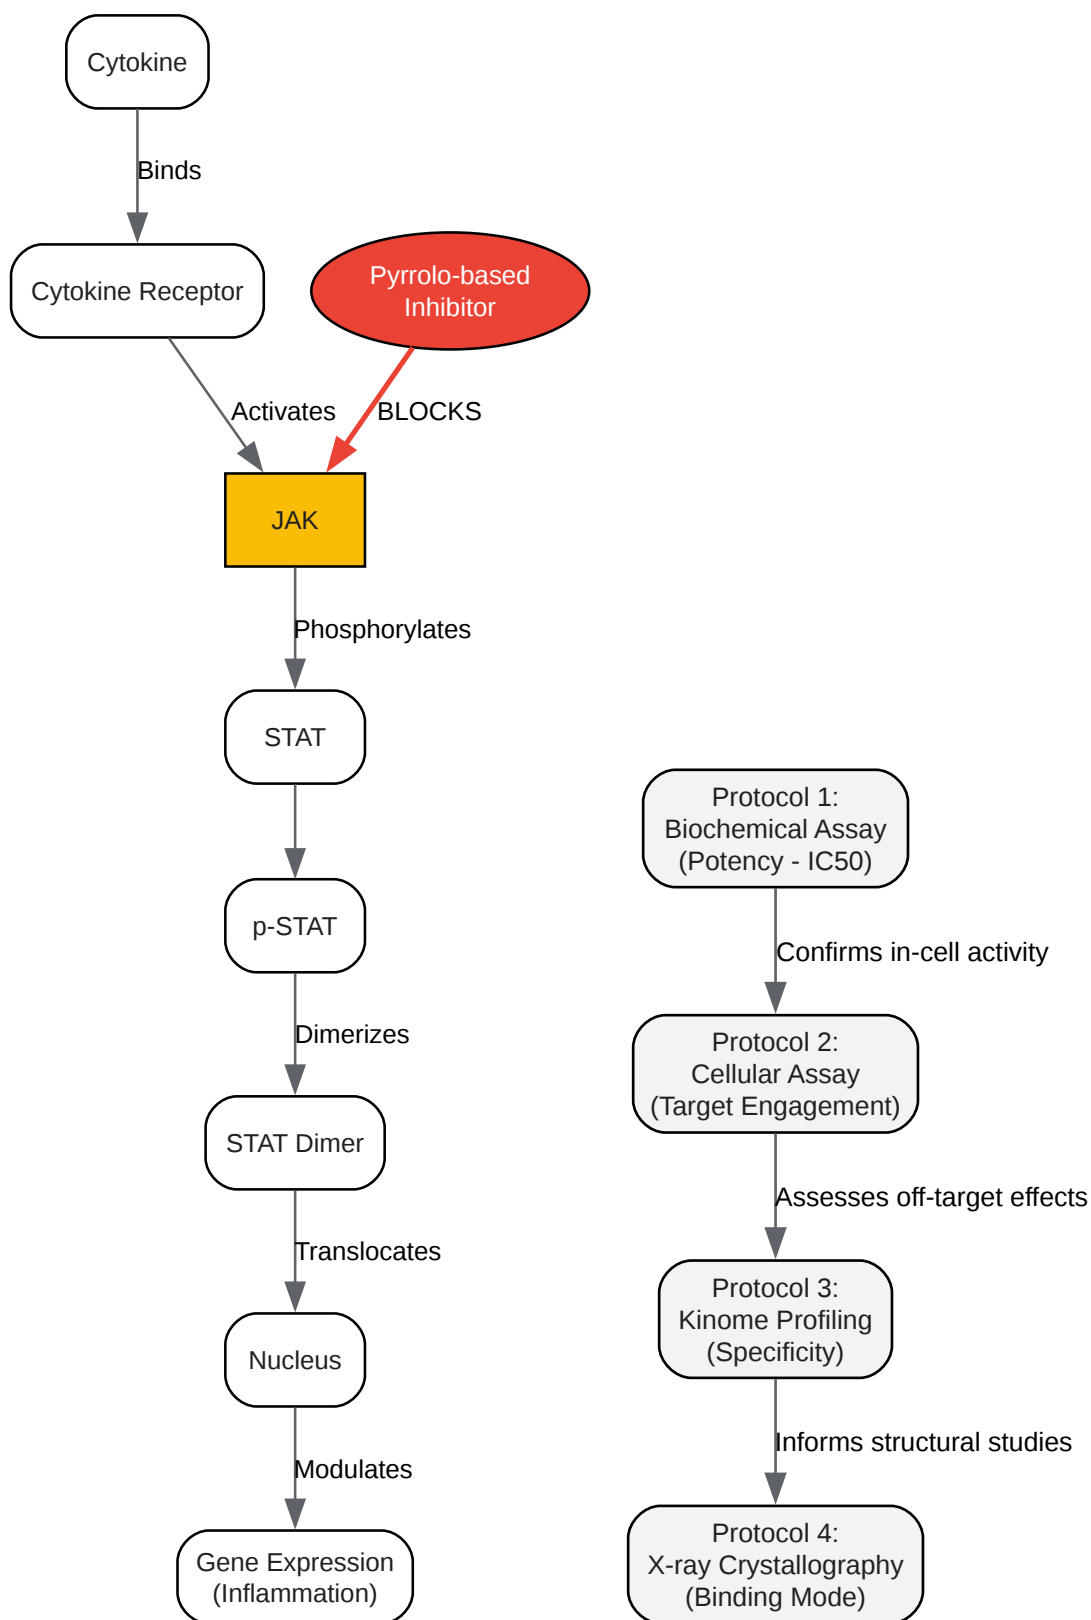 Cytokine
Binds
Cytokine Receptor
Pyrrolo-based
Inhibitor
Activates
BLOCKS
JAK
Phosphorylates
STAT
p-STAT
Dimerizes
STAT Dimer
Translocates
Nucleus
Modulates
Gene Expression
(Inflammation)
Protocol 1:
Biochemical Assay
(Potency - IC50)
Confirms in-cell activity
Protocol 2:
Cellular Assay
(Target Engagement)
Assesses off-target effects
Protocol 3:
Kinome Profiling
(Specificity)
Informs structural studies
Protocol 4:
X-ray Crystallography
(Binding Mode)